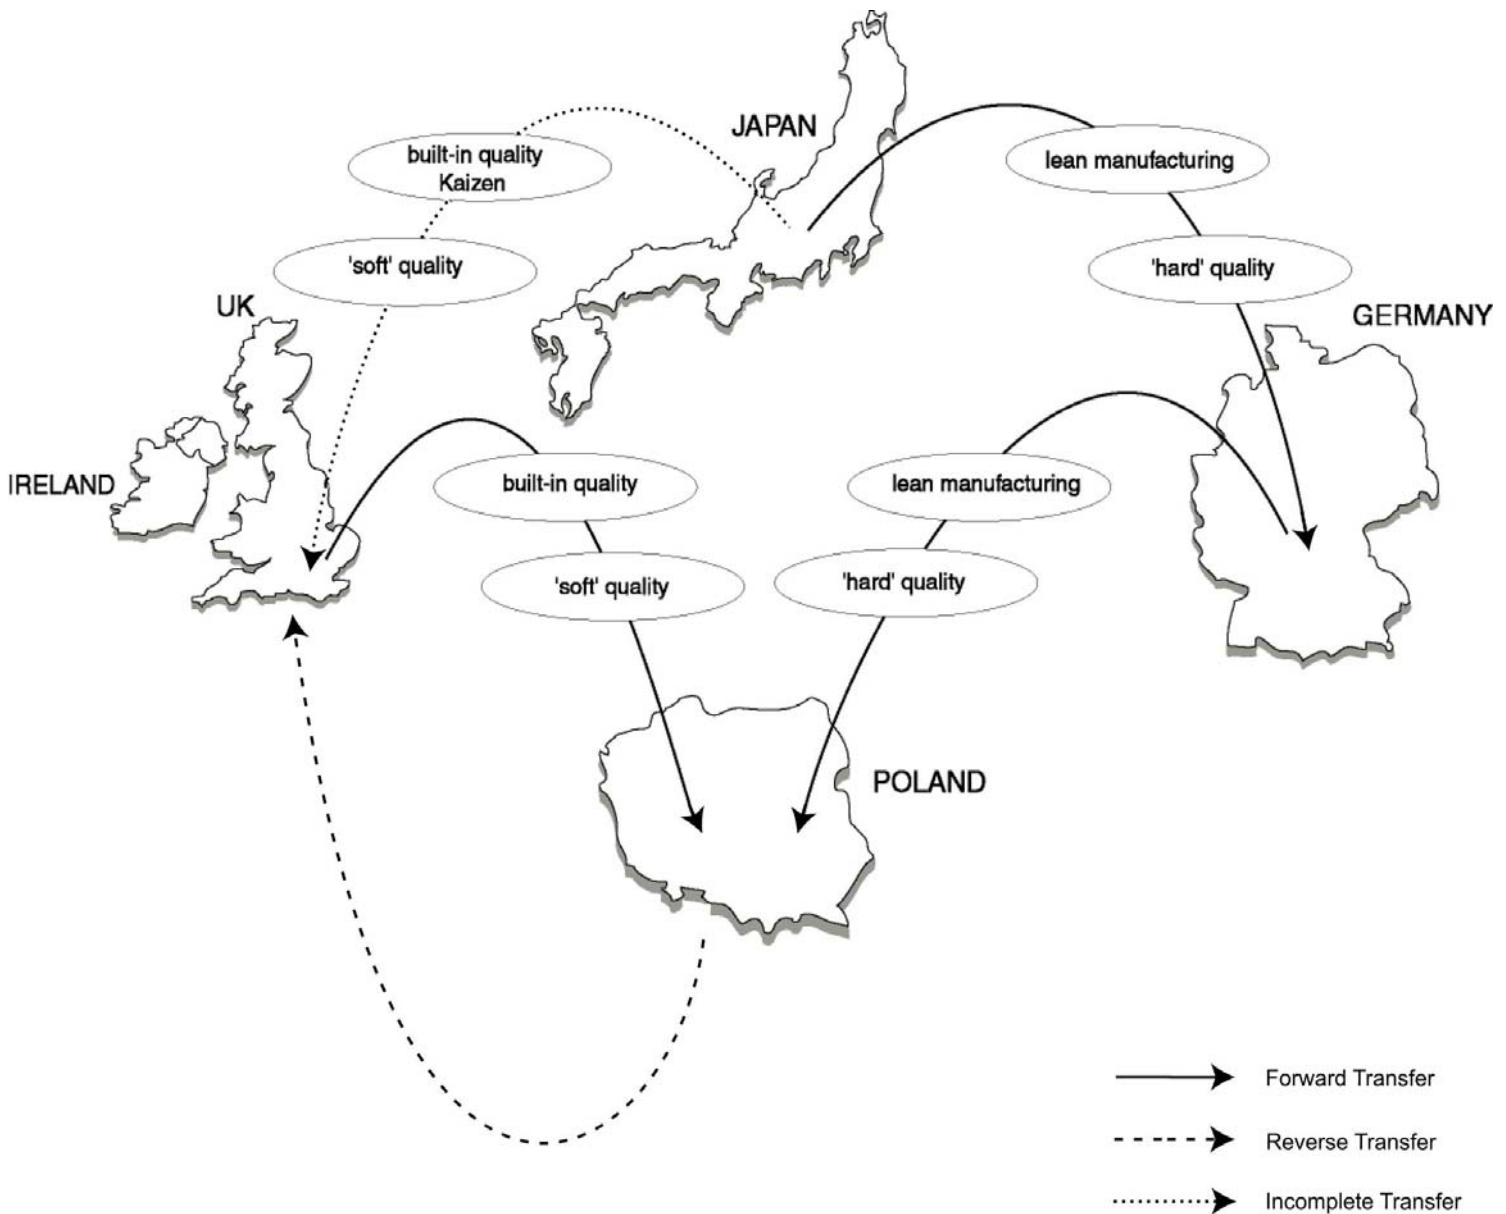 JAPAN
built-in quality
Kaizen
lean manufacturing
'soft' quality
'hard' quality
UK
GERMANY
IRELAND
built-in quality
lean manufacturing
'soft' quality
'hard' quality
POLAND
Forward Transfer
Reverse Transfer
Incomplete Transfer